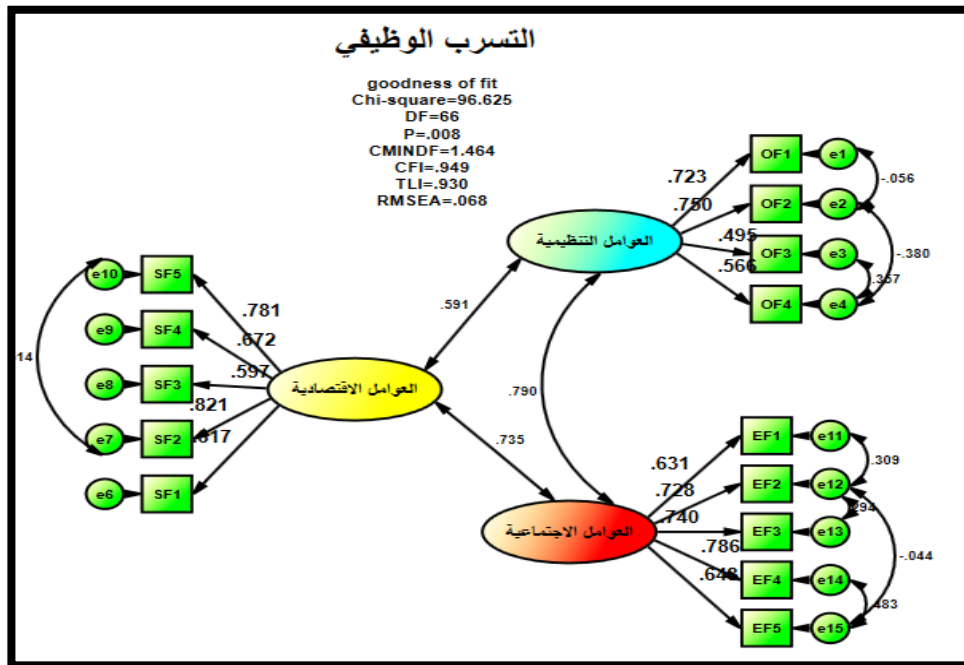 التسرب الوظيفي
goodness of fit
Chi-square=96.625
DF=66
P=.008
CMINDF=1.464
CFI=.949
TLI=.930
RMSEA=.068
OF1
e1
-.056
.723
OF2
e2
.750
العوامل التنظيمية
.495
OF3
e3
-.380
.566
OF4
e4
e10
SF5
.591
.781
e9
SF4
.672
14
.597
e8
SF3
العوامل الاقتصادية
.790
.821
e7
SF2
.735
e6
SF1
EF1
e11
.631
.309
.728
EF2
e12
.740
EF3
e13
العوامل الاجتماعية
.786
-.044
EF4
e14
EF5
e15